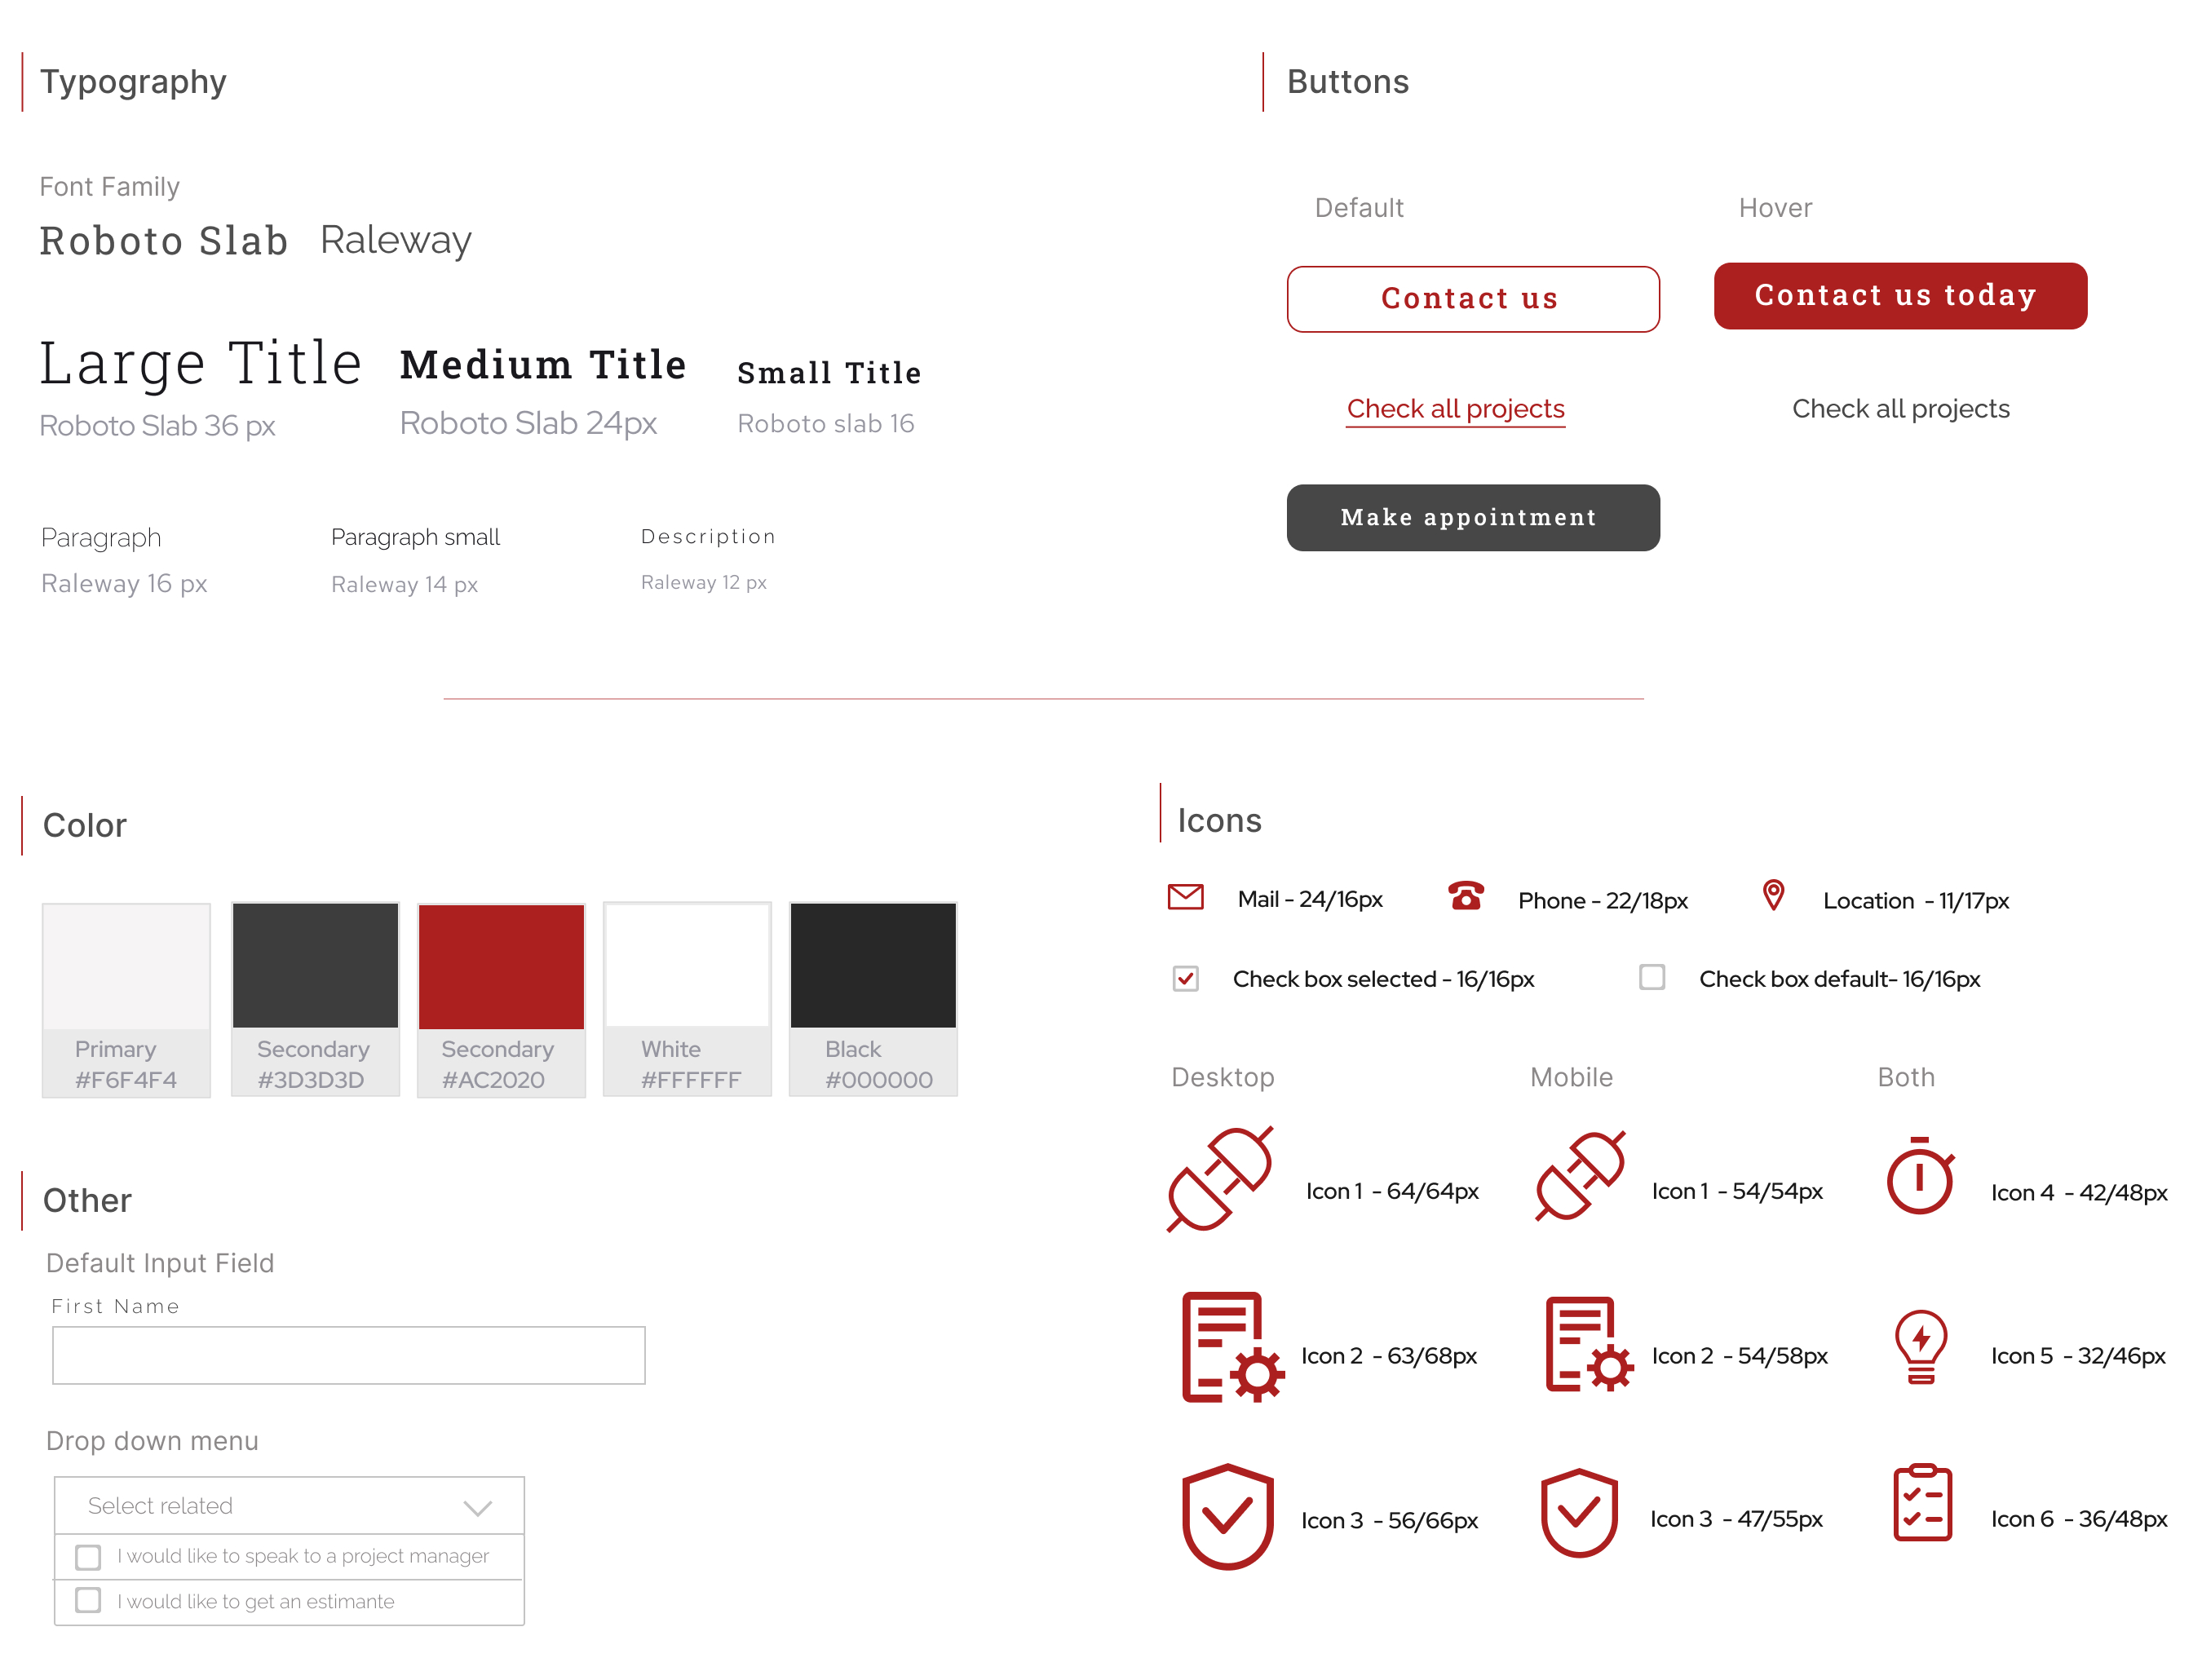 Typography
Font Family
Roboto Slab Raleway
Large Title Medium Title Small Title
Roboto Slab 36 px Roboto Slab 24px Roboto slab 16
Paragraph Paragraph small Description
Raleway 16 px Raleway 14 px Raleway 12 px
Buttons
Default Hover
Contact us Contact us today
Check all projects Check all projects
Make appointment
Color
Primary Secondary Secondary White Black
#F6F4F4 #3D3D3D #AC2020 #FFFFFF #000000
Other
Default Input Field
First Name
Drop down menu
Select related
I would like to speak to a project manager
I would like to get an estimante
Icons
Mail - 24/16px Phone - 22/18px Location - 11/17px
Check box selected - 16/16px Check box default- 16/16px
Desktop Mobile Both
Icon 1 - 64/64px Icon 1 - 54/54px Icon 4 - 42/48px
Icon 2 - 63/68px Icon 2 - 54/58px Icon 5 - 32/46px
Icon 3 - 56/66px Icon 3 - 47/55px Icon 6 - 36/48px